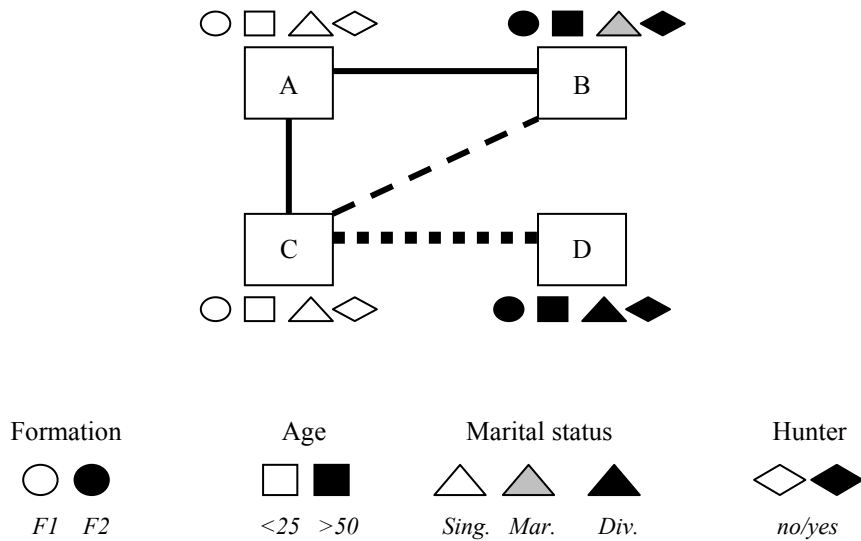 A
B
C
D
Formation Age Marital status Hunter
F1 F2 <25 >50 Sing. Mar. Div. no/yes